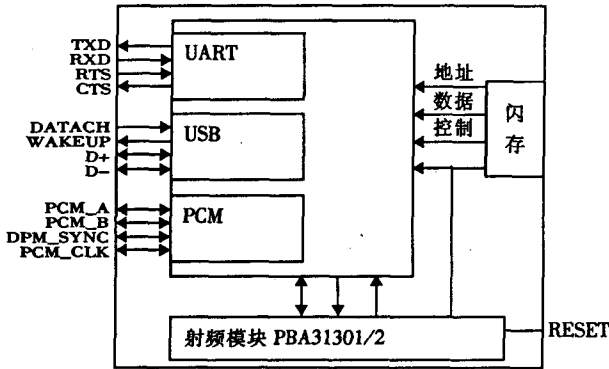 TXD
RXD
RTS
CTS
UART
DATACH
WAKEUP
D+
D−
USB
PCM_A
PCM_B
DPM_SYNC
PCM_CLK
PCM
地址
数据
控制
闪存
射频模块 PBA31301/2
RESET